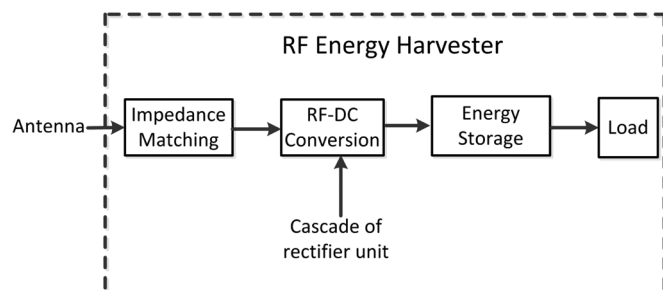 RF Energy Harvester
Antenna
Impedance
Matching
RF-DC
Conversion
Energy
Storage
Load
Cascade of
rectifier unit